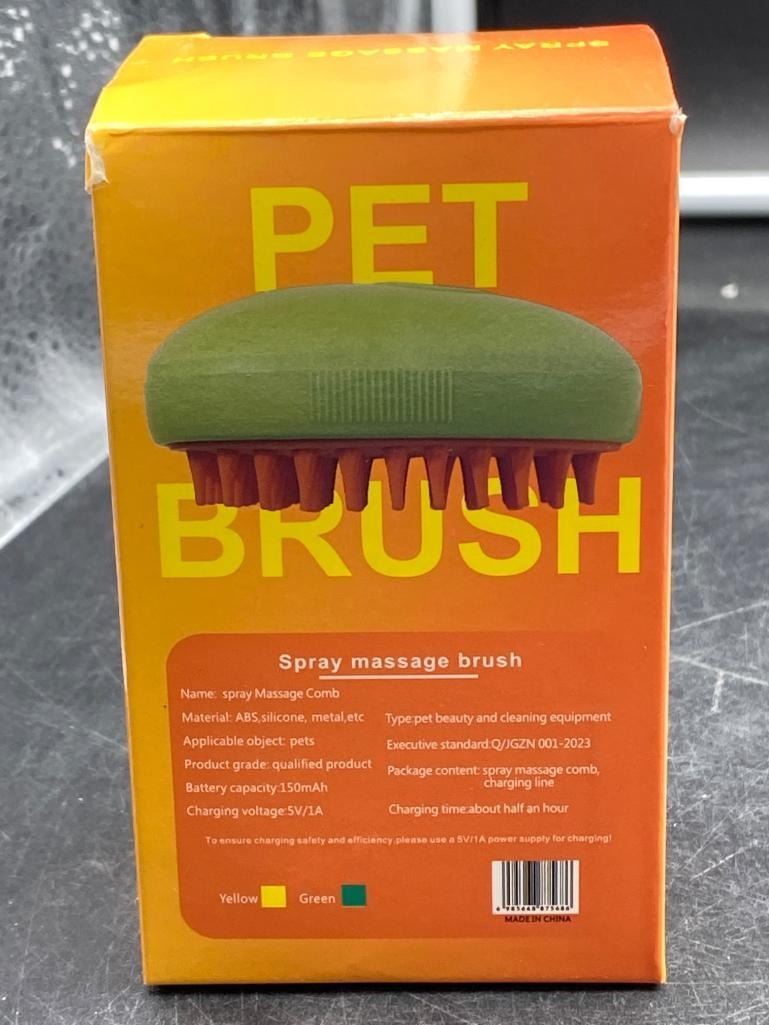 SPRAY MASSAGE BRUSH
PET
BRUSH
Spray massage brush
Name: spray Massage Comb
Material: ABS,silicone, metal,etc
Type:pet beauty and cleaning equipment
Applicable object: pets
Executive standard:Q/JGZN 001-2023
Product grade: qualified product
Package content: spray massage comb,
charging line
Battery capacity:150mAh
Charging voltage:5V/1A
Charging time:about half an hour
To ensure charging safety and efficiency,please use a 5V/1A power supply for charging!
Yellow
Green
MADE IN CHINA